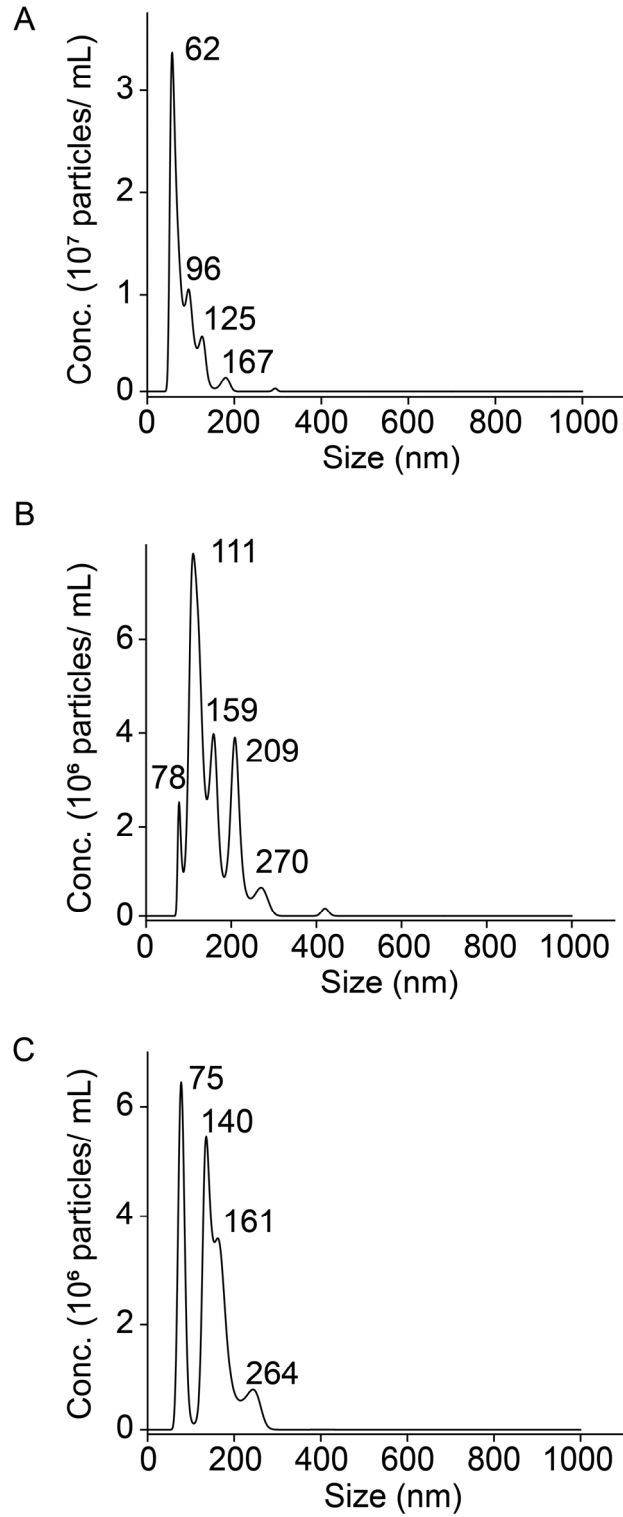 A
Conc. (10⁷ particles/ mL)
3
2
1
0
62
96
125
167
0 200 400 600 800 1000
Size (nm)
B
Conc. (10⁶ particles/ mL)
6
4
2
0
111
159
209
78
270
0 200 400 600 800 1000
Size (nm)
C
Conc. (10⁶ particles/ mL)
6
4
2
0
75
140
161
264
0 200 400 600 800 1000
Size (nm)